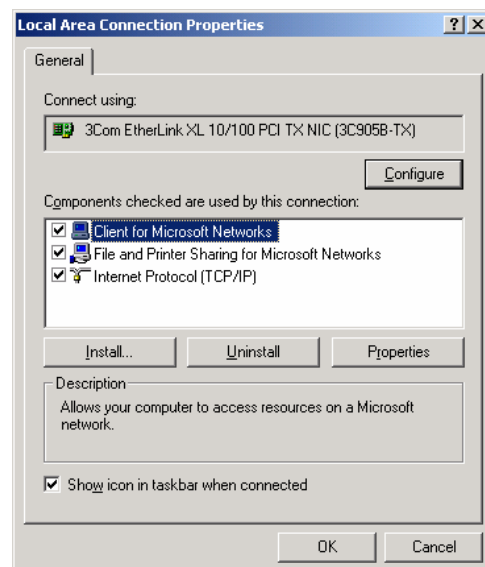 Local Area Connection Properties
General
Connect using:
3Com EtherLink XL 10/100 PCI TX NIC (3C905B-TX)
Configure
Components checked are used by this connection:
Client for Microsoft Networks
File and Printer Sharing for Microsoft Networks
Internet Protocol (TCP/IP)
Install... Uninstall Properties
Description
Allows your computer to access resources on a Microsoft
network.
Show icon in taskbar when connected
OK Cancel